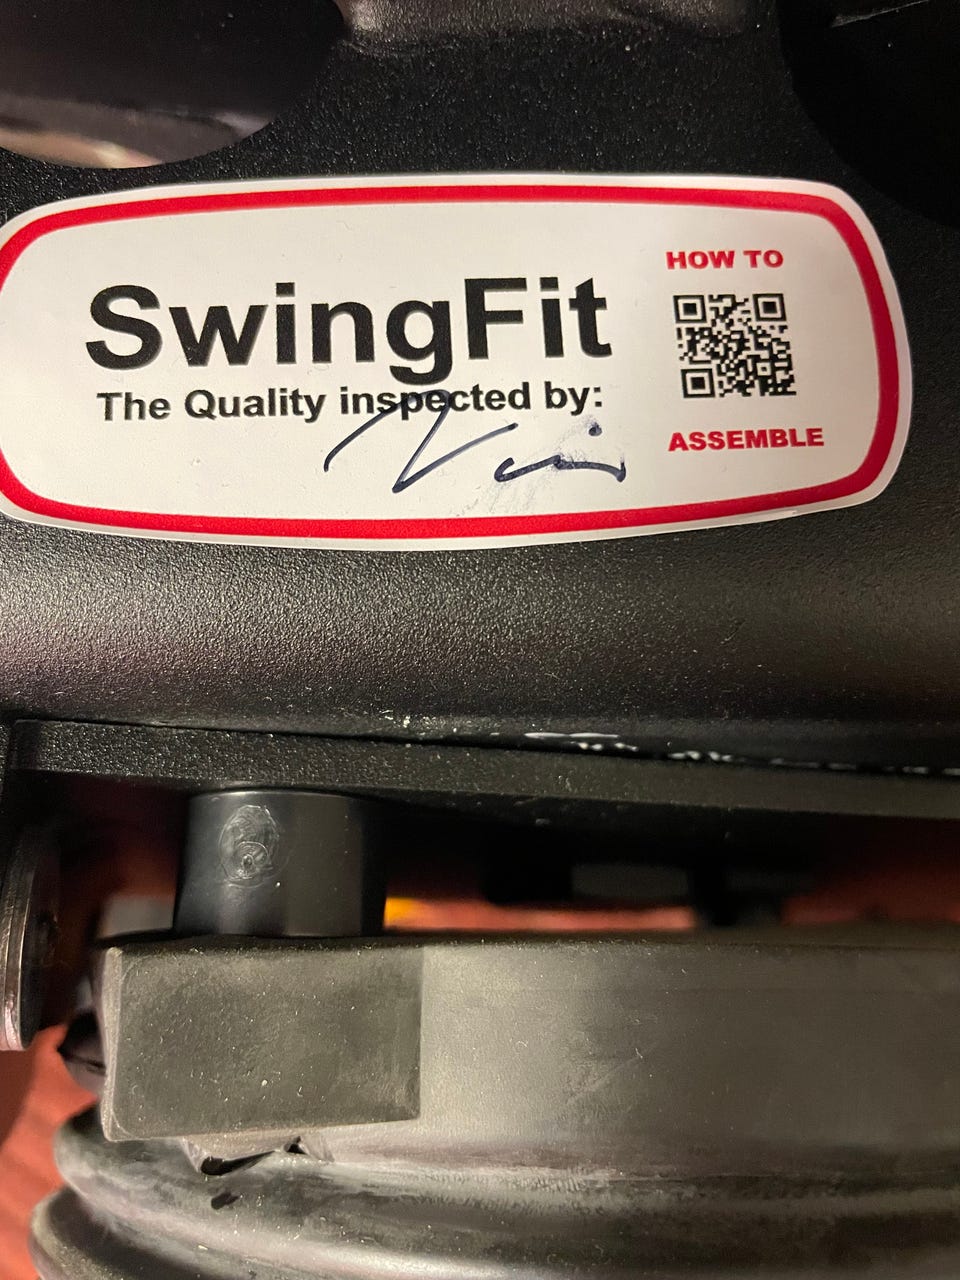 SwingFit
The Quality inspected by:
HOW TO
ASSEMBLE